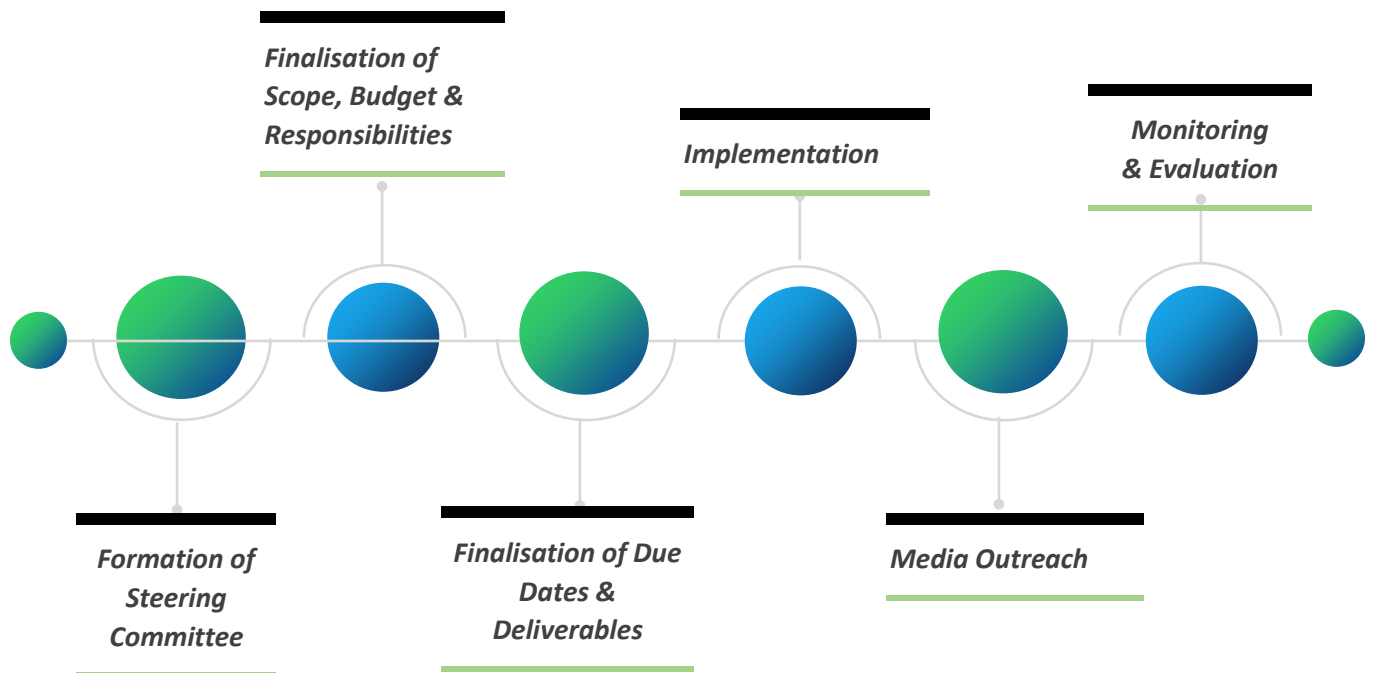 Finalisation of
Scope, Budget &
Responsibilities
Implementation
Monitoring
& Evaluation
Formation of
Steering
Committee
Finalisation of Due
Dates &
Deliverables
Media Outreach